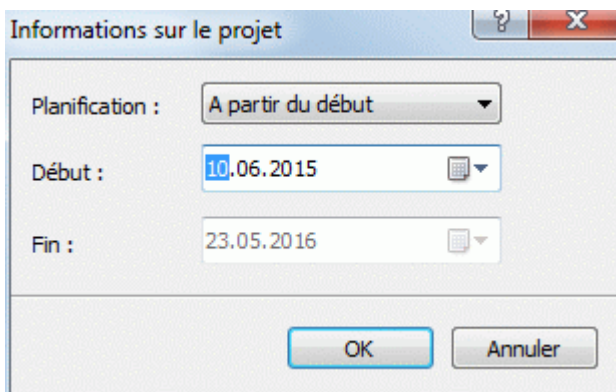 Informations sur le projet
?
Planification : A partir du début
Début : 10.06.2015
Fin : 23.05.2016
OK Annuler